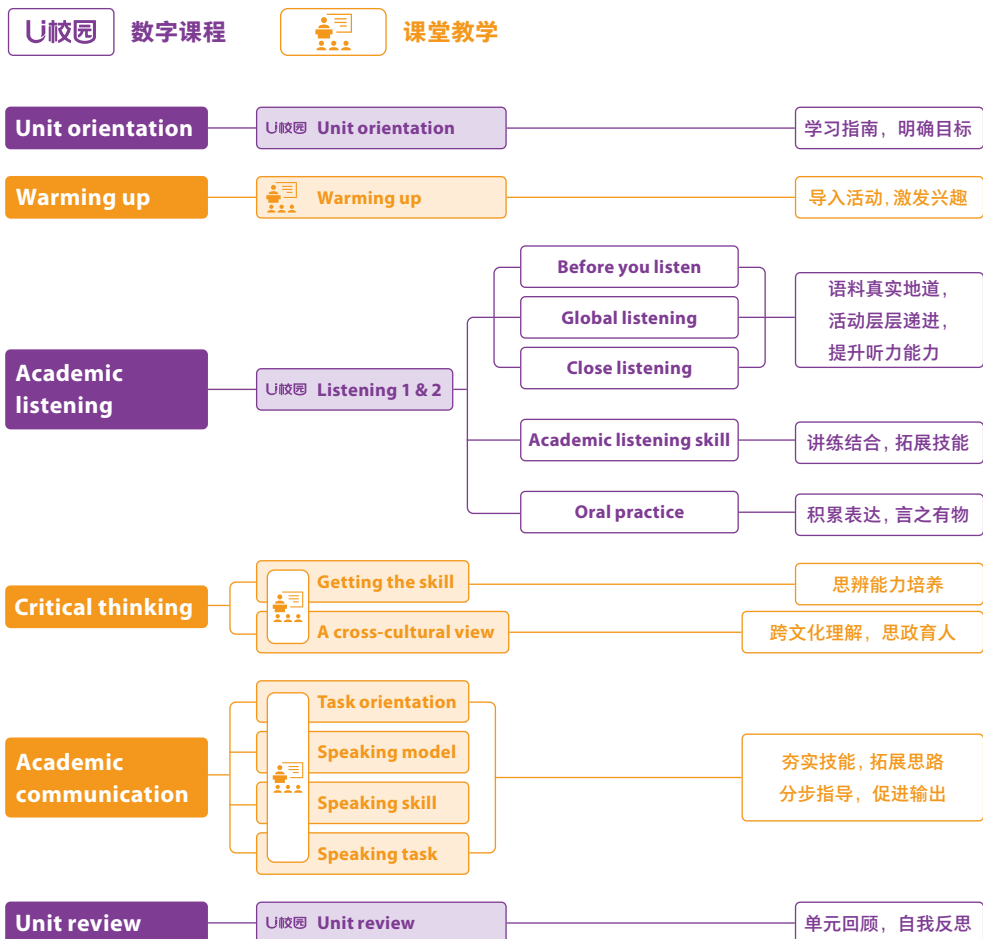 U校园 数字课程 课堂教学
Unit orientation U校园 Unit orientation 学习指南，明确目标
Warming up Warming up 导入活动，激发兴趣
Academic
listening
U校园 Listening 1 & 2
Before you listen
Global listening
Close listening
语料真实地道，
活动层层递进，
提升听力能力
Academic listening skill 讲练结合，拓展技能
Oral practice 积累表达，言之有物
Critical thinking
Getting the skill 思辨能力培养
A cross-cultural view 跨文化理解，思政育人
Academic
communication
Task orientation
Speaking model
Speaking skill
Speaking task
夯实技能，拓展思路
分步指导，促进输出
Unit review U校园 Unit review 单元回顾，自我反思